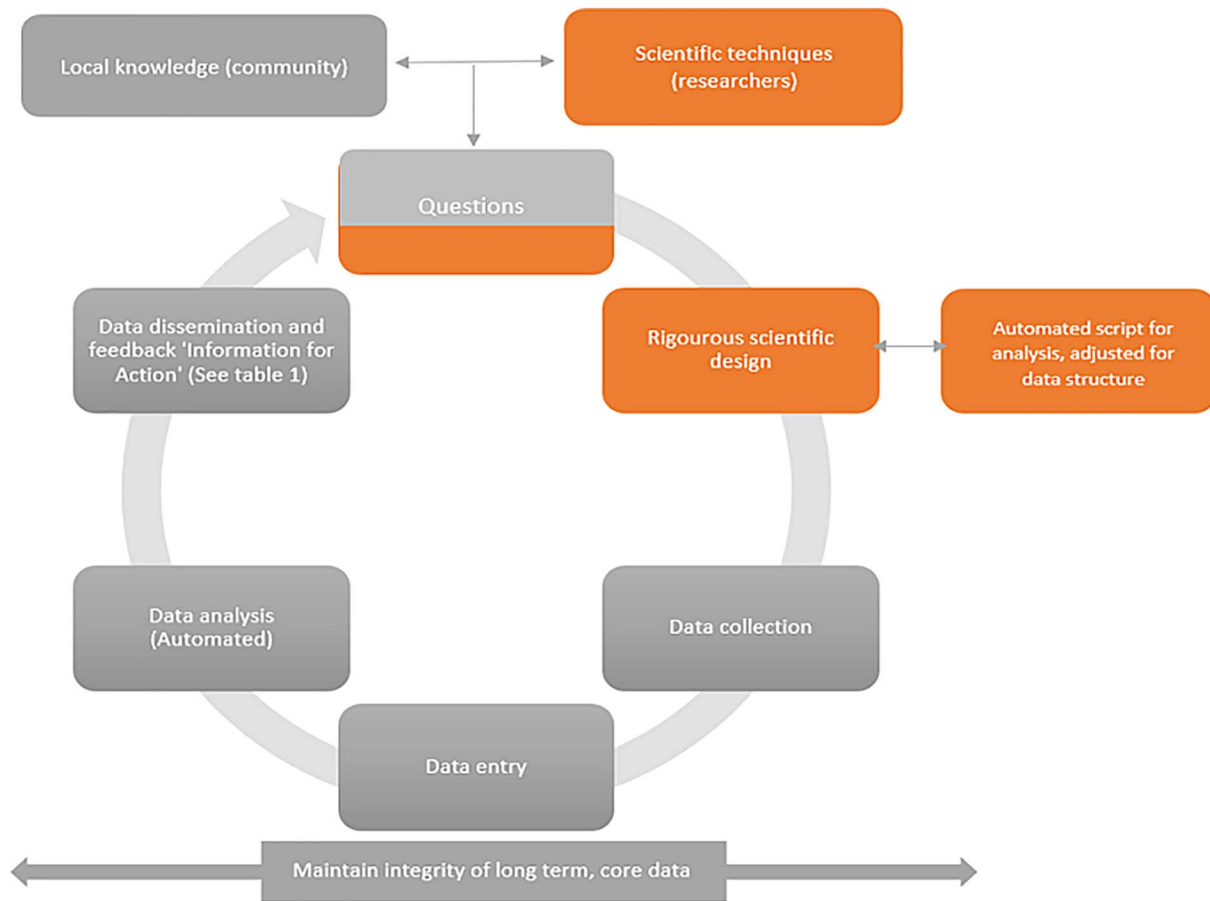 Local knowledge (community)
Scientific techniques
(researchers)
Questions
Data dissemination and
feedback 'Information for
Action' (See table 1)
Rigourous scientific
design
Automated script for
analysis, adjusted for
data structure
Data analysis
(Automated)
Data collection
Data entry
Maintain integrity of long term, core data